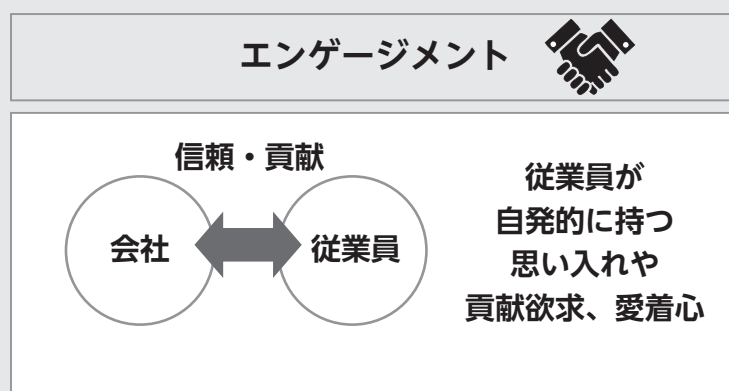 エンゲージメント
信頼・貢献
会社
従業員
従業員が
自発的に持つ
思い入れや
貢献欲求、愛着心